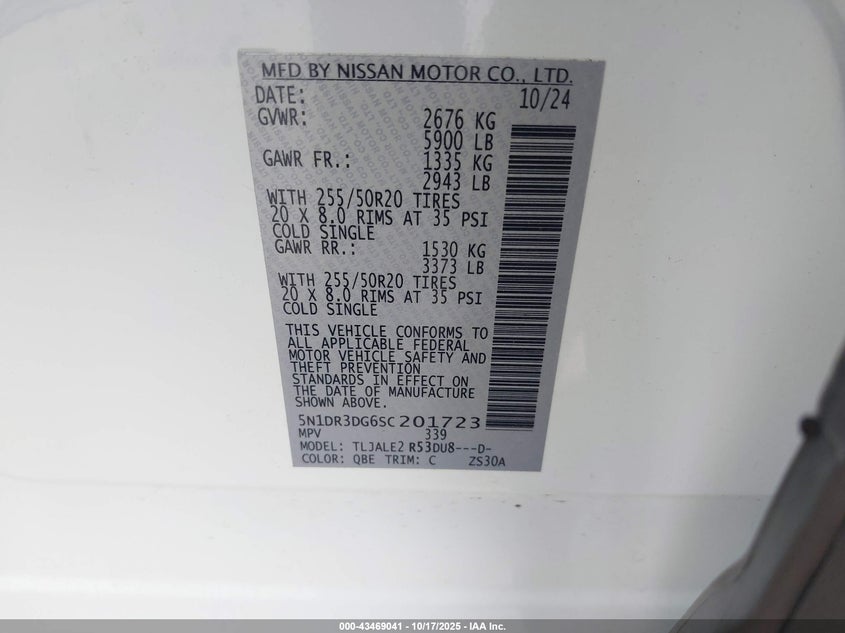 MFD BY NISSAN MOTOR CO., LTD.
DATE: 10/24
GVWR: 2676 KG
5900 LB
GAWR FR.: 1335 KG
2943 LB
WITH 255/50R20 TIRES
20 X 8.0 RIMS AT 35 PSI
COLD SINGLE
GAWR RR.: 1530 KG
3373 LB
WITH 255/50R20 TIRES
20 X 8.0 RIMS AT 35 PSI
COLD SINGLE
THIS VEHICLE CONFORMS TO
ALL APPLICABLE FEDERAL
MOTOR VEHICLE SAFETY AND
THEFT PREVENTION
STANDARDS IN EFFECT ON
THE DATE OF MANUFACTURE
SHOWN ABOVE.
5N1DR3DG6SC201723
MPV 339
MODEL: TLJALE2 R53DU8---D-
COLOR: QBE TRIM: C ZS30A
000-43469041 - 10/17/2025 - IAA Inc.